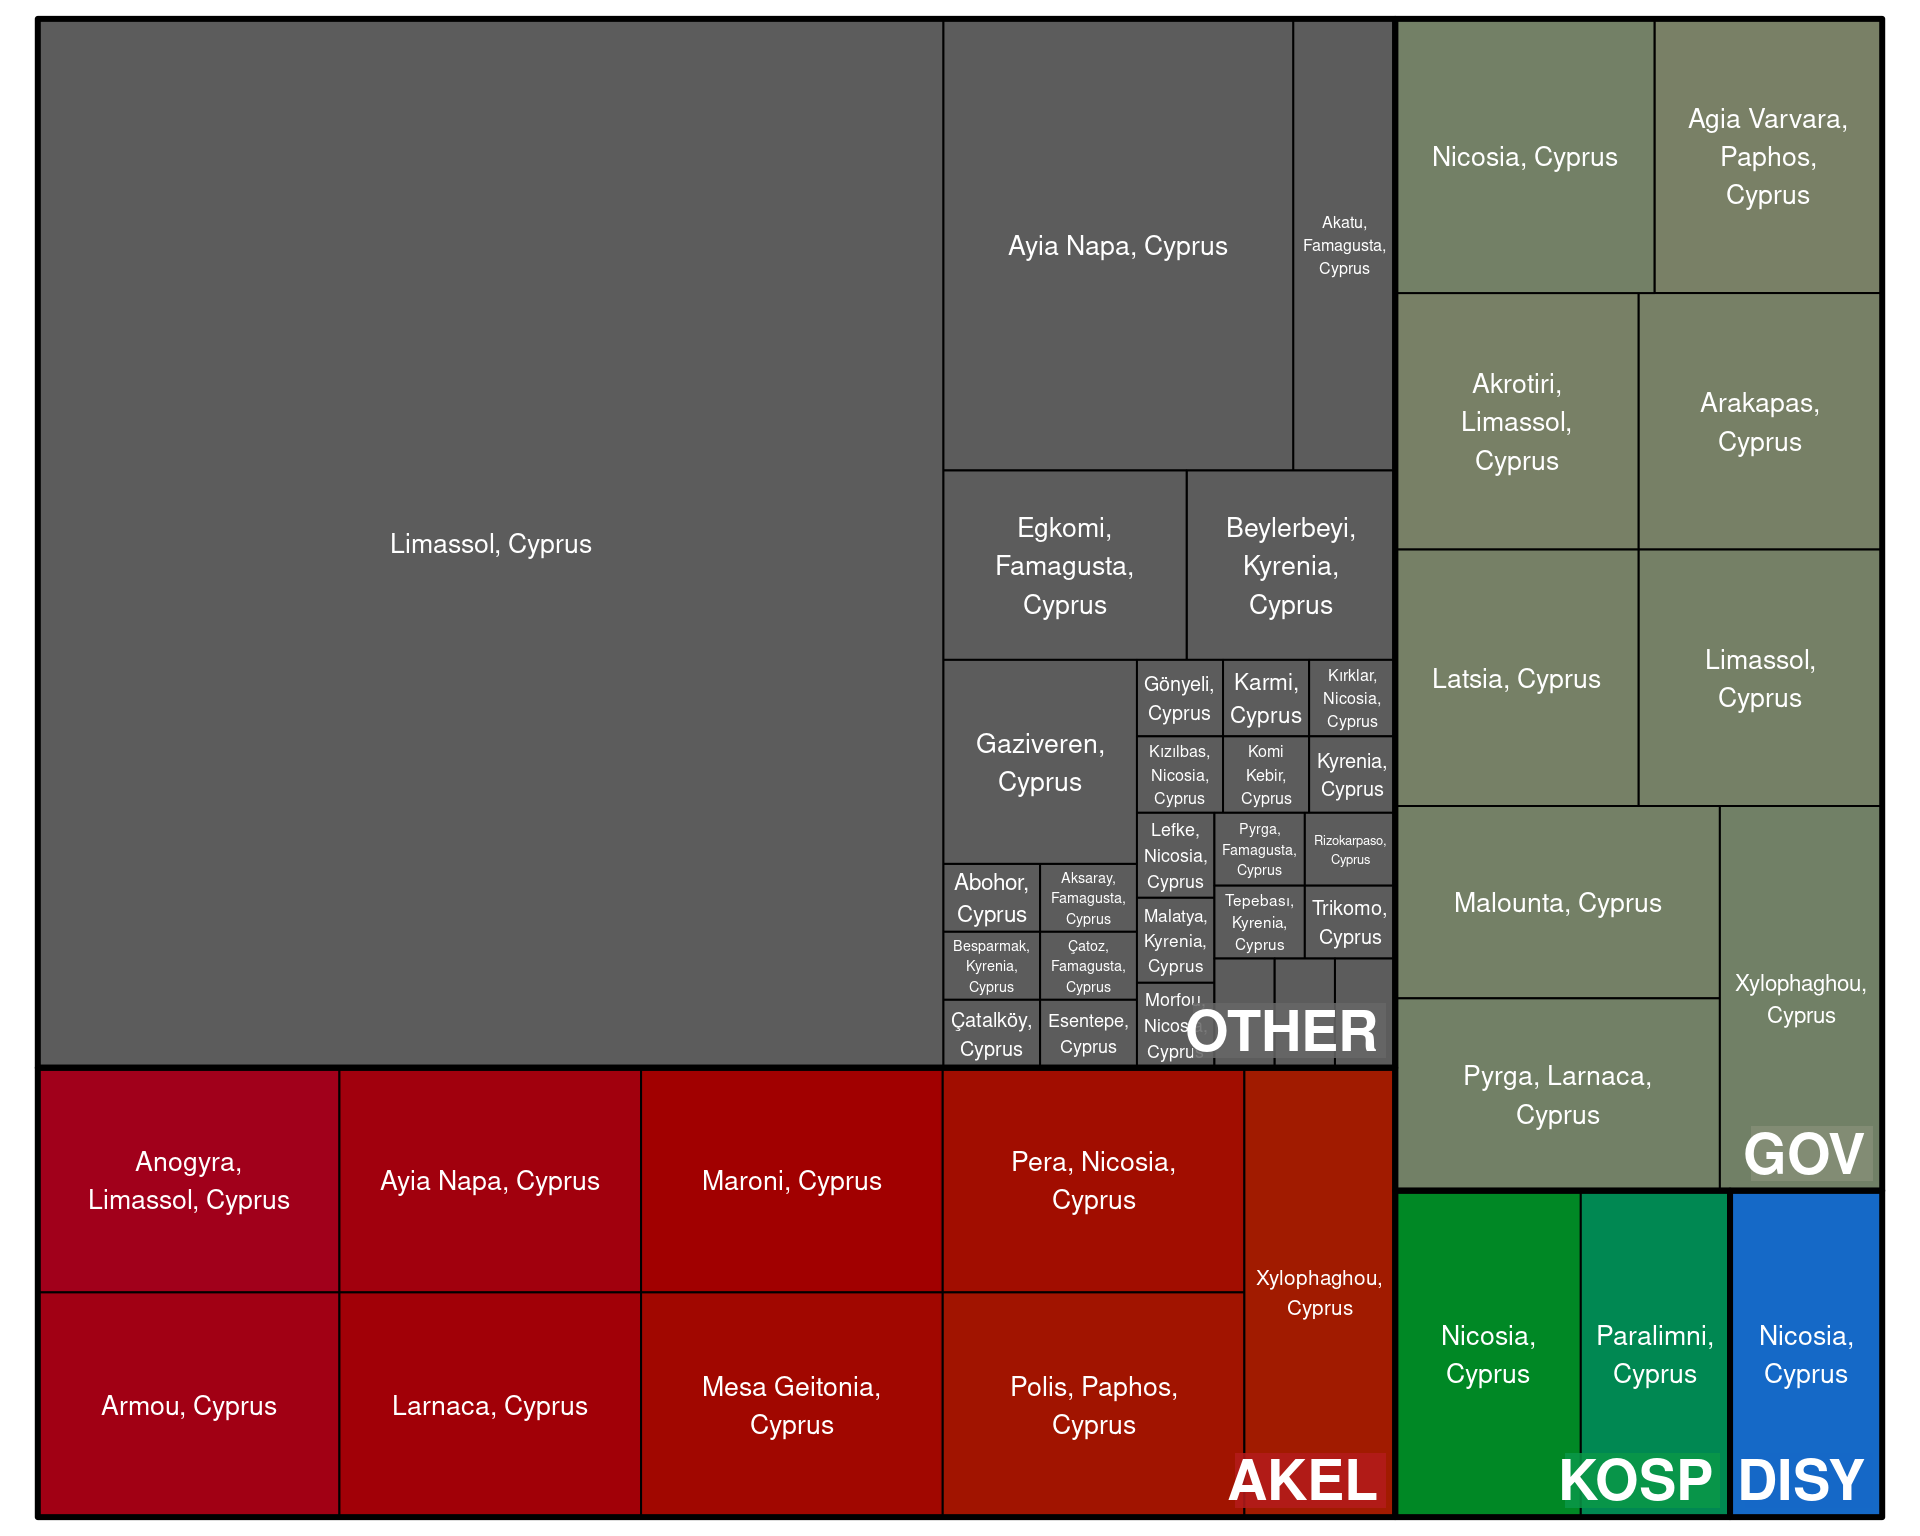 Limassol, Cyprus
Ayia Napa, Cyprus
Akatu,
Famagusta,
Cyprus
Egkomi,
Famagusta,
Cyprus
Beylerbeyi,
Kyrenia,
Cyprus
Gaziveren,
Cyprus
Gönyeli,
Cyprus
Karmi,
Cyprus
Kırklar,
Nicosia,
Cyprus
Kızılbas,
Nicosia,
Cyprus
Komi
Kebir,
Cyprus
Kyrenia,
Cyprus
Lefke,
Nicosia,
Cyprus
Pyrga,
Famagusta,
Cyprus
Rizokarpaso,
Cyprus
Abohor,
Cyprus
Aksaray,
Famagusta,
Cyprus
Malatya,
Kyrenia,
Cyprus
Tepebası,
Kyrenia,
Cyprus
Trikomo,
Cyprus
Besparmak,
Kyrenia,
Cyprus
Çatoz,
Famagusta,
Cyprus
Çatalköy,
Cyprus
Esentepe,
Cyprus
Morfou,
Nicosia,
Cyprus
OTHER
Nicosia, Cyprus
Agia Varvara,
Paphos,
Cyprus
Akrotiri,
Limassol,
Cyprus
Arakapas,
Cyprus
Latsia, Cyprus
Limassol,
Cyprus
Malounta, Cyprus
Xylophaghou,
Cyprus
Pyrga, Larnaca,
Cyprus
GOV
Anogyra,
Limassol, Cyprus
Ayia Napa, Cyprus
Maroni, Cyprus
Pera, Nicosia,
Cyprus
Xylophaghou,
Cyprus
Armou, Cyprus
Larnaca, Cyprus
Mesa Geitonia,
Cyprus
Polis, Paphos,
Cyprus
AKEL
Nicosia,
Cyprus
Paralimni,
Cyprus
KOSP
Nicosia,
Cyprus
DISY